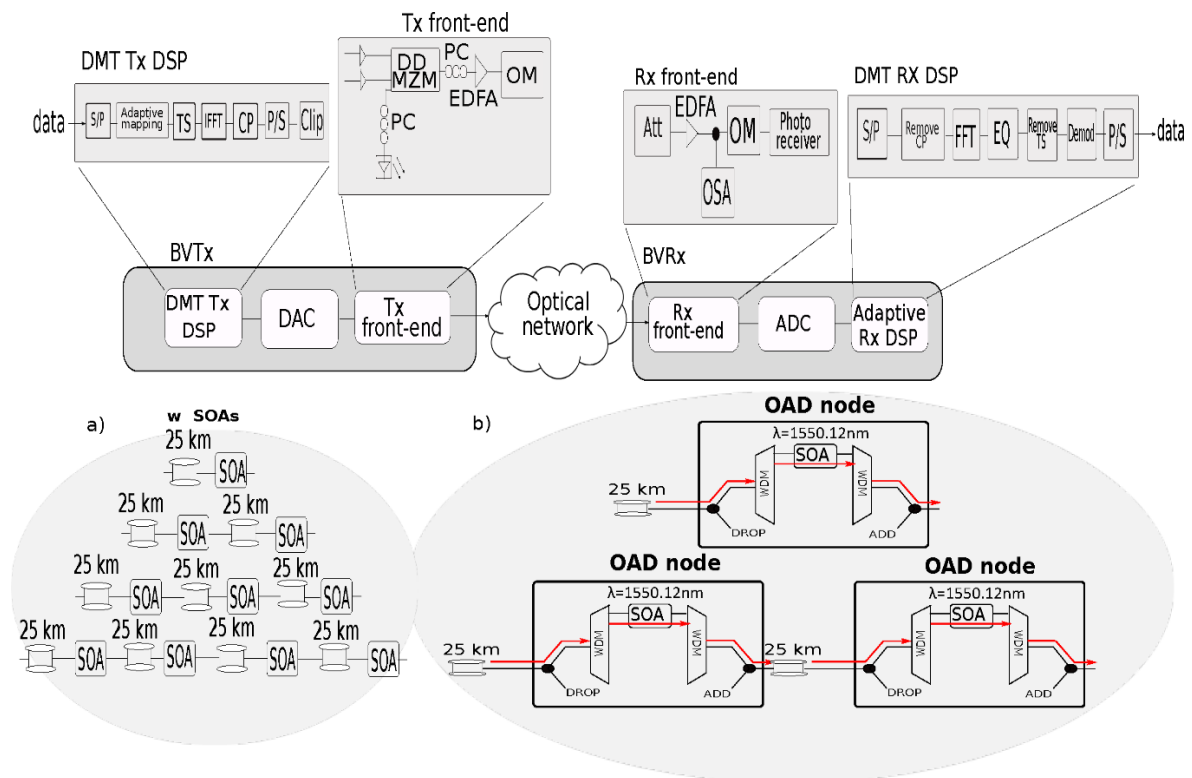 Tx front-end
DMT Tx DSP
data
S/P
Adaptive mapping
TS
IFFT
CP
P/S
Clip
DD
MZM
PC
EDFA
OM
PC
Rx front-end
Att
EDFA
OM
Photo
receiver
OSA
DMT RX DSP
S/P
Remove
CP
FFT
EQ
Remove
TS
Demod
P/S
data
BVTx
DMT Tx
DSP
DAC
Tx
front-end
Optical
network
BVRx
Rx
front-end
ADC
Adaptive
Rx DSP
a)
w SOAs
25 km
SOA
25 km
SOA
25 km
SOA
25 km
SOA
25 km
SOA
25 km
SOA
25 km
SOA
25 km
SOA
25 km
SOA
25 km
SOA
b)
OAD node
λ=1550.12nm
SOA
WDM
WDM
25 km
DROP
ADD
OAD node
λ=1550.12nm
SOA
WDM
WDM
25 km
DROP
ADD
OAD node
λ=1550.12nm
SOA
WDM
WDM
25 km
DROP
ADD